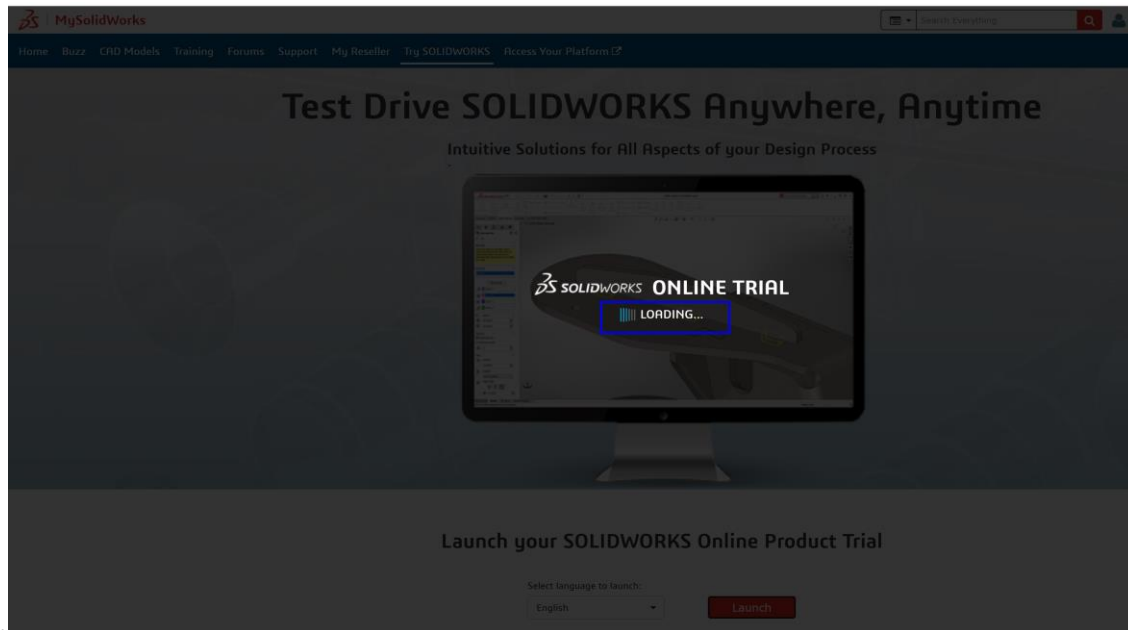 MySolidWorks
Search Everything
Home Buzz CAD Models Training Forums Support My Reseller Try SOLIDWORKS Access Your Platform
Test Drive SOLIDWORKS Anywhere, Anytime
Intuitive Solutions for All Aspects of your Design Process
SOLIDWORKS ONLINE TRIAL
LOADING...
Launch your SOLIDWORKS Online Product Trial
Select language to launch:
English
Launch